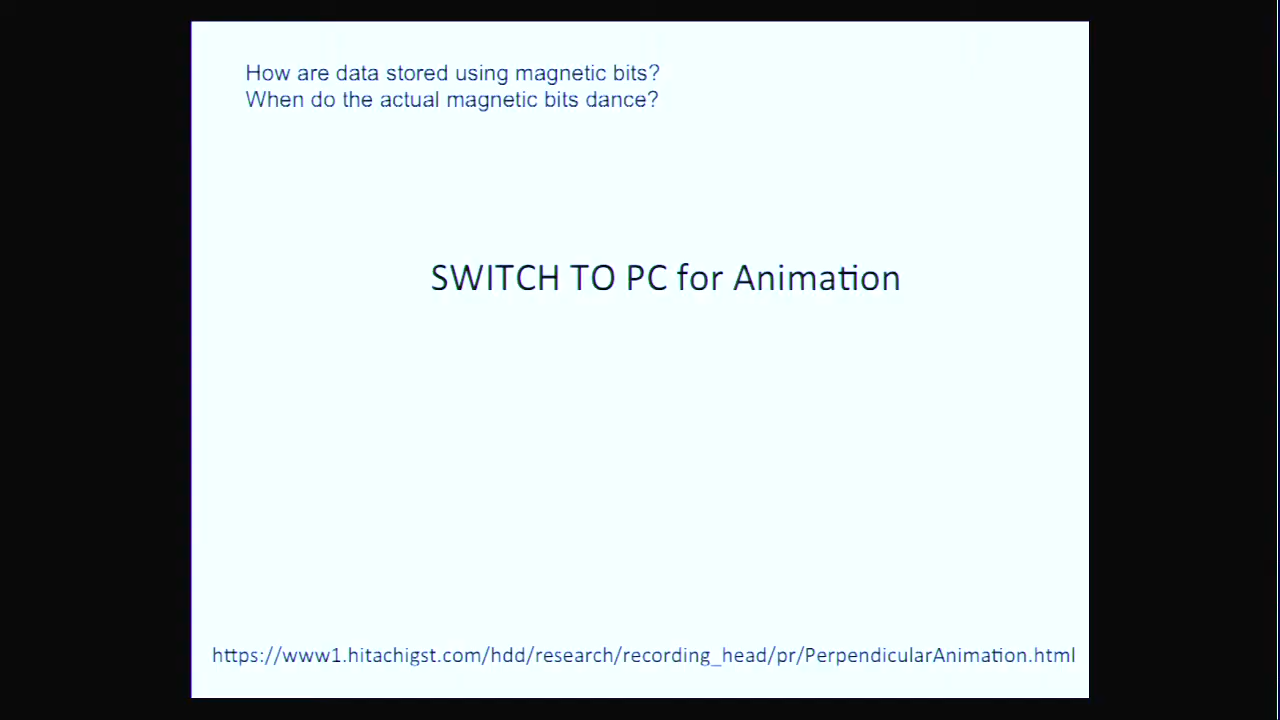 How are data stored using magnetic bits?
When do the actual magnetic bits dance?
SWITCH TO PC for Animation
https://www1.hitachigst.com/hdd/research/recording_head/pr/PerpendicularAnimation.html